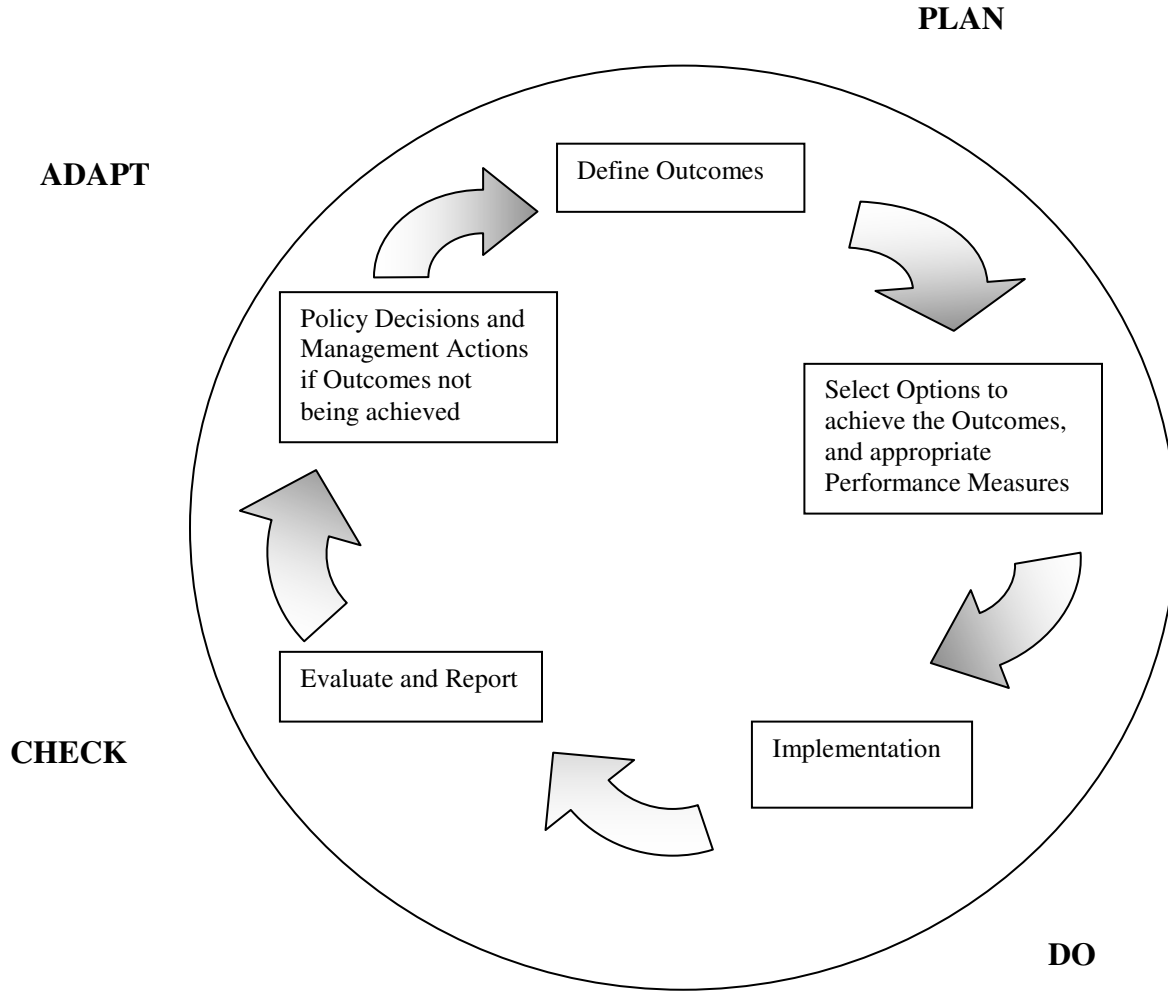 PLAN
ADAPT
Define Outcomes
Policy Decisions and
Management Actions
if Outcomes not
being achieved
Select Options to
achieve the Outcomes,
and appropriate
Performance Measures
Evaluate and Report
CHECK
Implementation
DO